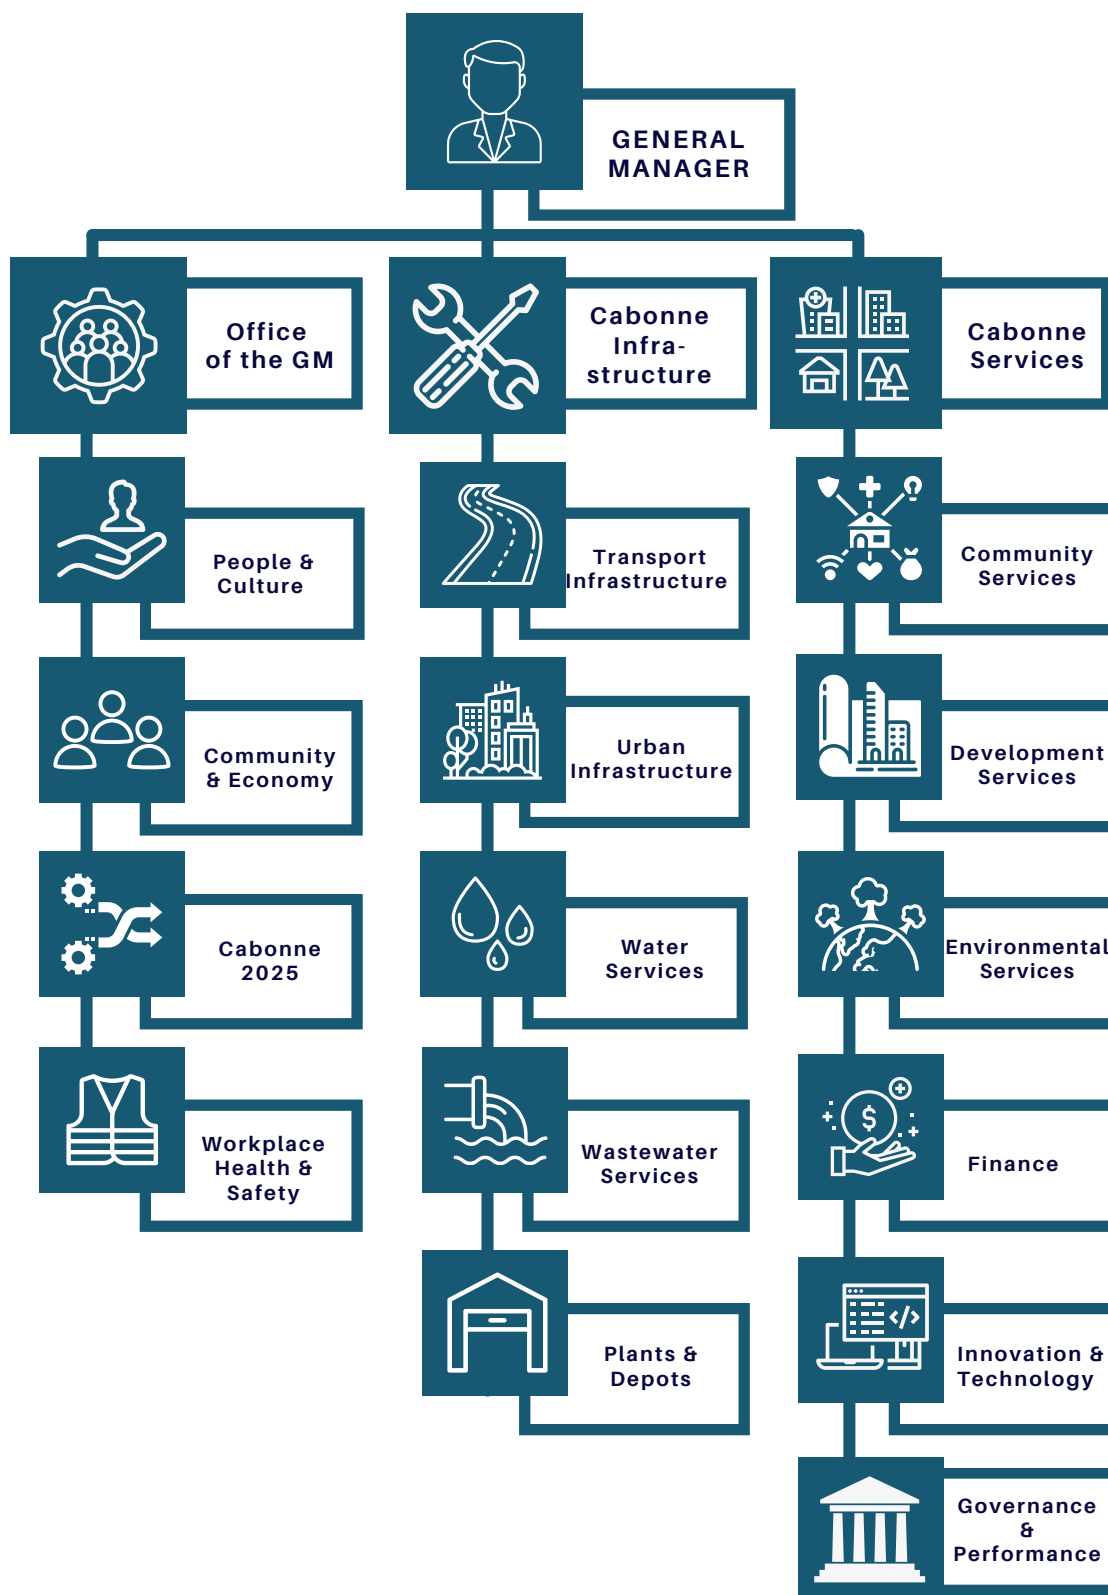 GENERAL
MANAGER
Office
of the GM
People &
Culture
Community
& Economy
Cabonne
2025
Workplace
Health &
Safety
Cabonne
Infra-
structure
Transport
Infrastructure
Urban
Infrastructure
Water
Services
Wastewater
Services
Plants &
Depots
Cabonne
Services
Community
Services
Development
Services
Environmental
Services
$
Finance
</>
Innovation &
Technology
Governance
&
Performance